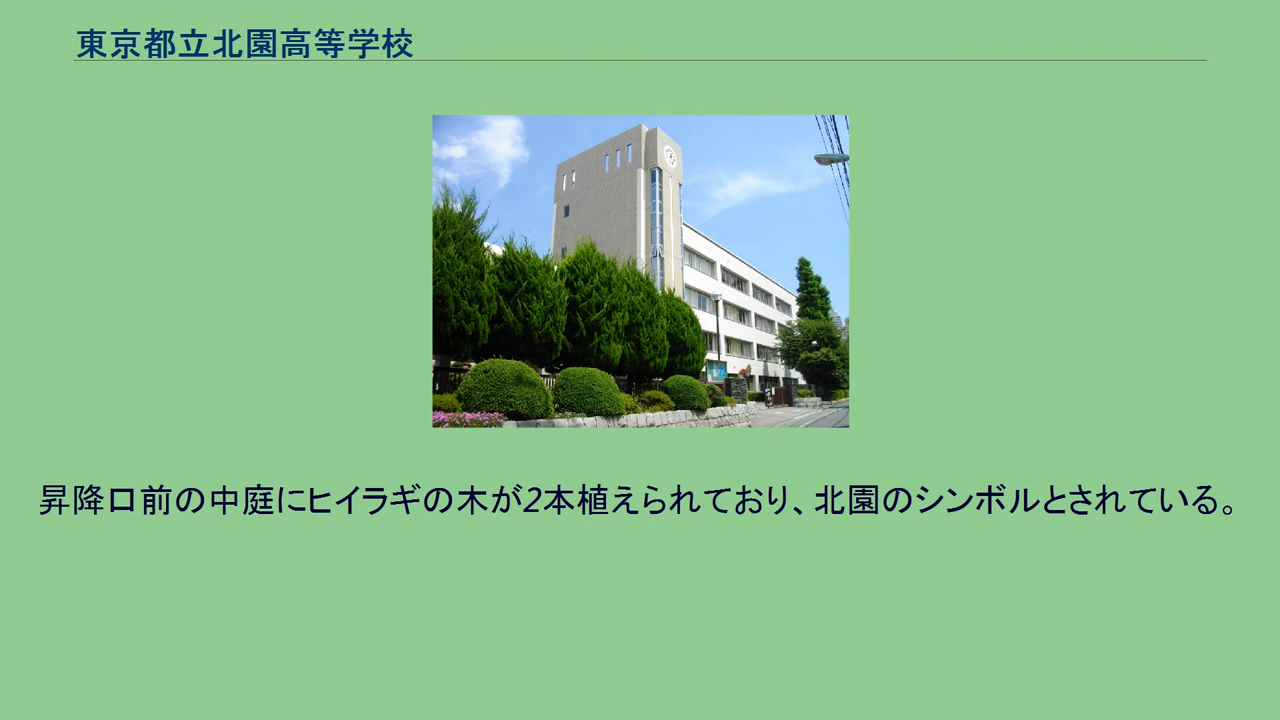 東京都立北園高等学校
昇降口前の中庭にヒイラギの木が2本植えられており、北園のシンボルとされている。